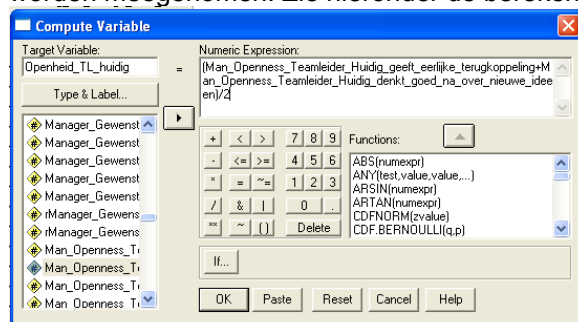 Compute Variable
Target Variable:
Numeric Expression:
Openheid_TL_huidig
=
(Man_Openness_Teamleider_Huidig_geeft_eerlijke_terugkoppeling+M
an_Openness_Teamleider_Huidig_denkt_goed_na_over_nieuwe_idee
en)/2
Type & Label...
Manager_Gewenst
Manager_Gewenst
Manager_Gewenst
Manager_Gewenst
Manager_Gewenst
rManager_Gewens
Man_Openness_T
Man_Openness_T
Man_Openness_T
Man_Openness_T
+ < > 7 8 9
- <= >= 4 5 6
* = ~= 1 2 3
/ & | 0 .
** ~ () Delete
Functions:
ABS(numexpr)
ANY(test,value,value,...)
ARSIN(numexpr)
ARTAN(numexpr)
CDFNORM(zvalue)
CDF.BERNOULLI(q,p)
If...
OK Paste Reset Cancel Help